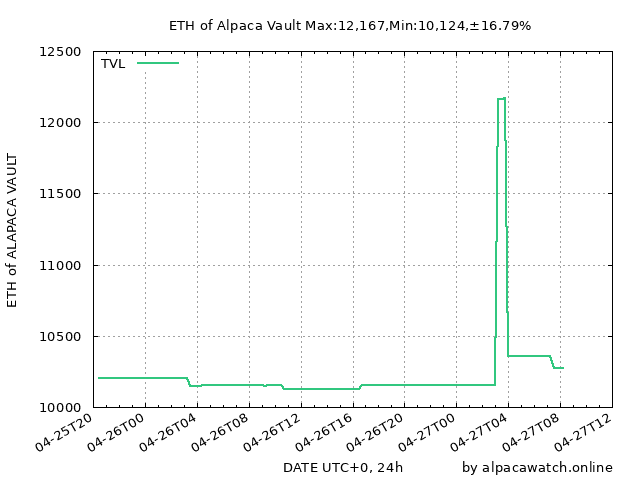 ETH of Alpaca Vault Max:12,167,Min:10,124,±16.79%
TVL
ETH of ALAPACA VAULT
12500
12000
11500
11000
10500
10000
04-25T20
04-26T00
04-26T04
04-26T08
04-26T12
04-26T16
04-26T20
04-27T00
04-27T04
04-27T08
04-27T12
DATE UTC+0, 24h
by alpacawatch.online